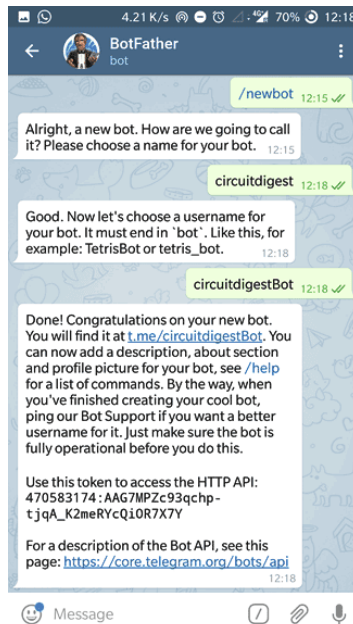 4.21 K/s 4G 70% 12:18
BotFather
bot
/newbot 12:15
Alright, a new bot. How are we going to call
it? Please choose a name for your bot. 12:15
circuitdigest 12:18
Good. Now let's choose a username for
your bot. It must end in `bot`. Like this, for
example: TetrisBot or tetris_bot. 12:18
circuitdigestBot 12:18
Done! Congratulations on your new bot.
You will find it at t.me/circuitdigestBot. You
can now add a description, about section
and profile picture for your bot, see /help
for a list of commands. By the way, when
you've finished creating your cool bot,
ping our Bot Support if you want a better
username for it. Just make sure the bot is
fully operational before you do this.
Use this token to access the HTTP API:
470583174:AAG7MPZc93qchp-
tjqA_K2meRYcQiOR7X7Y
For a description of the Bot API, see this
page: https://core.telegram.org/bots/api
12:18
Message